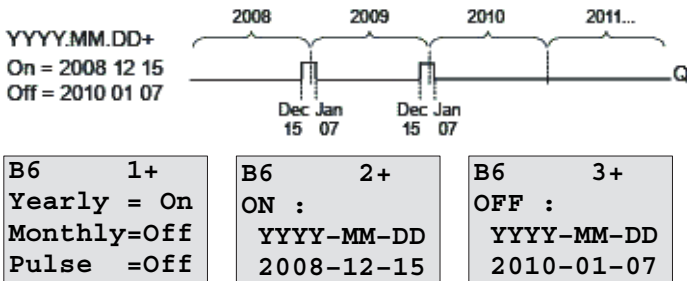 2008 2009 2010 2011...
YYYY.MM.DD+
On = 2008 12 15
Off = 2010 01 07
Q
Dec Jan Dec Jan
15 07 15 07
B6 1+
Yearly = On
Monthly=Off
Pulse =Off
B6 2+
ON :
YYYY-MM-DD
2008-12-15
B6 3+
OFF :
YYYY-MM-DD
2010-01-07